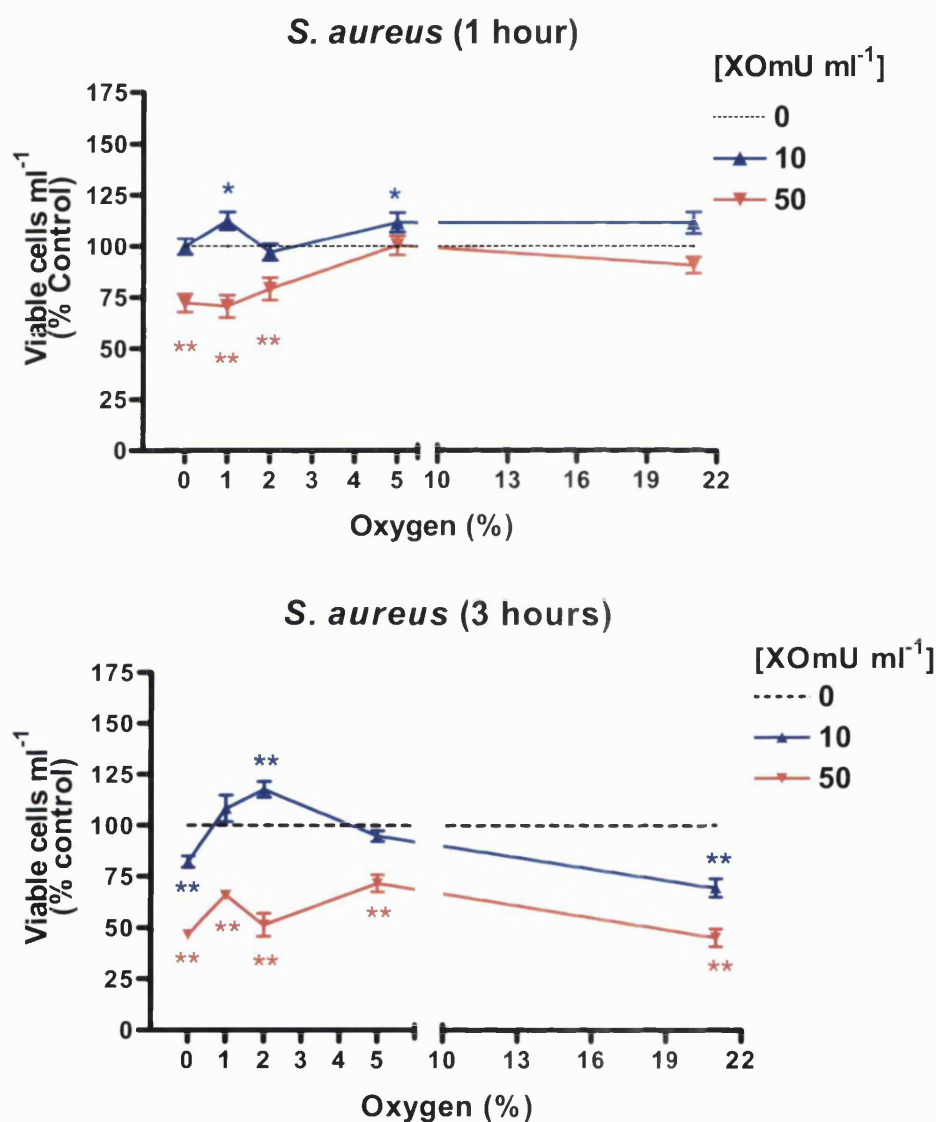 S. aureus (1 hour)
[XOmU ml-1]
0
10
50
Viable cells ml-1
(% Control)
175
150
125
100
75
50
25
0
*
*
**
**
**
0 1 2 3 4 5 10 13 16 19 22
Oxygen (%)
S. aureus (3 hours)
[XOmU ml-1]
0
10
50
Viable cells ml-1
(% control)
175
150
125
100
75
50
25
0
**
**
**
**
**
**
**
**
0 1 2 3 4 5 10 13 16 19 22
Oxygen (%)